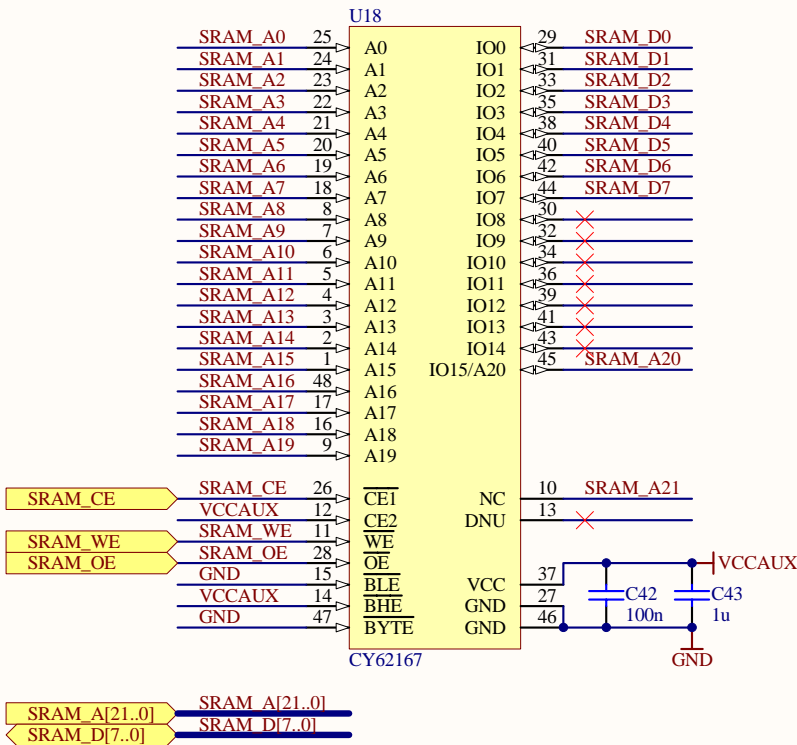 U18
SRAM_A0 25 A0 IO0 29 SRAM_D0
SRAM_A1 24 A1 IO1 31 SRAM_D1
SRAM_A2 23 A2 IO2 33 SRAM_D2
SRAM_A3 22 A3 IO3 35 SRAM_D3
SRAM_A4 21 A4 IO4 38 SRAM_D4
SRAM_A5 20 A5 IO5 40 SRAM_D5
SRAM_A6 19 A6 IO6 42 SRAM_D6
SRAM_A7 18 A7 IO7 44 SRAM_D7
SRAM_A8 8 A8 IO8 30
SRAM_A9 7 A9 IO9 32
SRAM_A10 6 A10 IO10 34
SRAM_A11 5 A11 IO11 36
SRAM_A12 4 A12 IO12 39
SRAM_A13 3 A13 IO13 41
SRAM_A14 2 A14 IO14 43
SRAM_A15 1 A15 IO15/A20 45 SRAM_A20
SRAM_A16 48 A16
SRAM_A17 17 A17
SRAM_A18 16 A18
SRAM_A19 9 A19
SRAM_CE SRAM_CE 26 CE1 NC 10 SRAM_A21
VCCAUX 12 CE2 DNU 13
SRAM_WE SRAM_WE 11 WE
SRAM_OE SRAM_OE 28 OE
GND 15 BLE VCC 37 VCCAUX
VCCAUX 14 BHE GND 27 C42 100n C43 1u
GND 47 BYTE GND 46
CY62167 GND
SRAM_A[21..0] SRAM_A[21..0]
SRAM_D[7..0] SRAM_D[7..0]